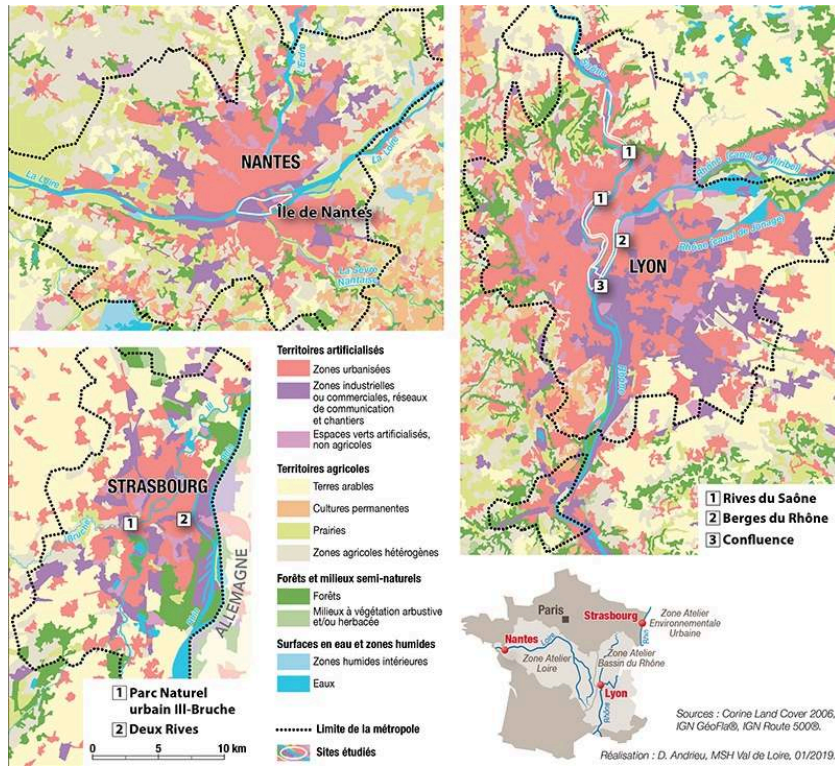 L'Erdre
NANTES
La Loire
La Loire
Île de Nantes
La Sèvre
Nantaise
Saône
1
Rhône (Canal de Miribel)
1
Rhône (canal de Jonage)
2
LYON
3
Rhône
1 Rives du Saône
2 Berges du Rhône
3 Confluence
STRASBOURG
1
2
Bruche
Rhin
Rhin
ALLEMAGNE
1 Parc Naturel
urbain III-Bruche
2 Deux Rives
0 5 10 km
Territoires artificialisés
Zones urbanisées
Zones industrielles
ou commerciales, réseaux
de communication
et chantiers
Espaces verts artificialisés,
non agricoles
Territoires agricoles
Terres arables
Cultures permanentes
Prairies
Zones agricoles hétérogènes
Forêts et milieux semi-naturels
Forêts
Milieux à végétation arbustive
et/ou herbacée
Surfaces en eau et zones humides
Zones humides intérieures
Eaux
Limite de la métropole
Sites étudiés
Paris
Strasbourg
Zone Atelier
Environnementale
Urbaine
Rhin
Nantes
Loire
Zone Atelier
Loire
Zone Atelier
Bassin du Rhône
Lyon
Rhône
Sources : Corine Land Cover 2006,
IGN GéoFla®, IGN Route 500®.
Réalisation : D. Andrieu, MSH Val de Loire, 01/2019.